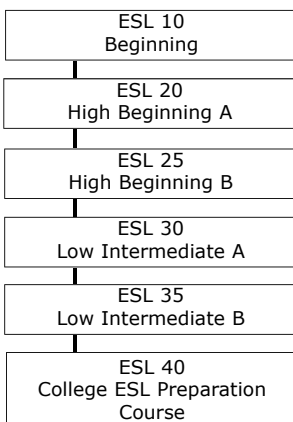 ESL 10
Beginning
ESL 20
High Beginning A
ESL 25
High Beginning B
ESL 30
Low Intermediate A
ESL 35
Low Intermediate B
ESL 40
College ESL Preparation
Course